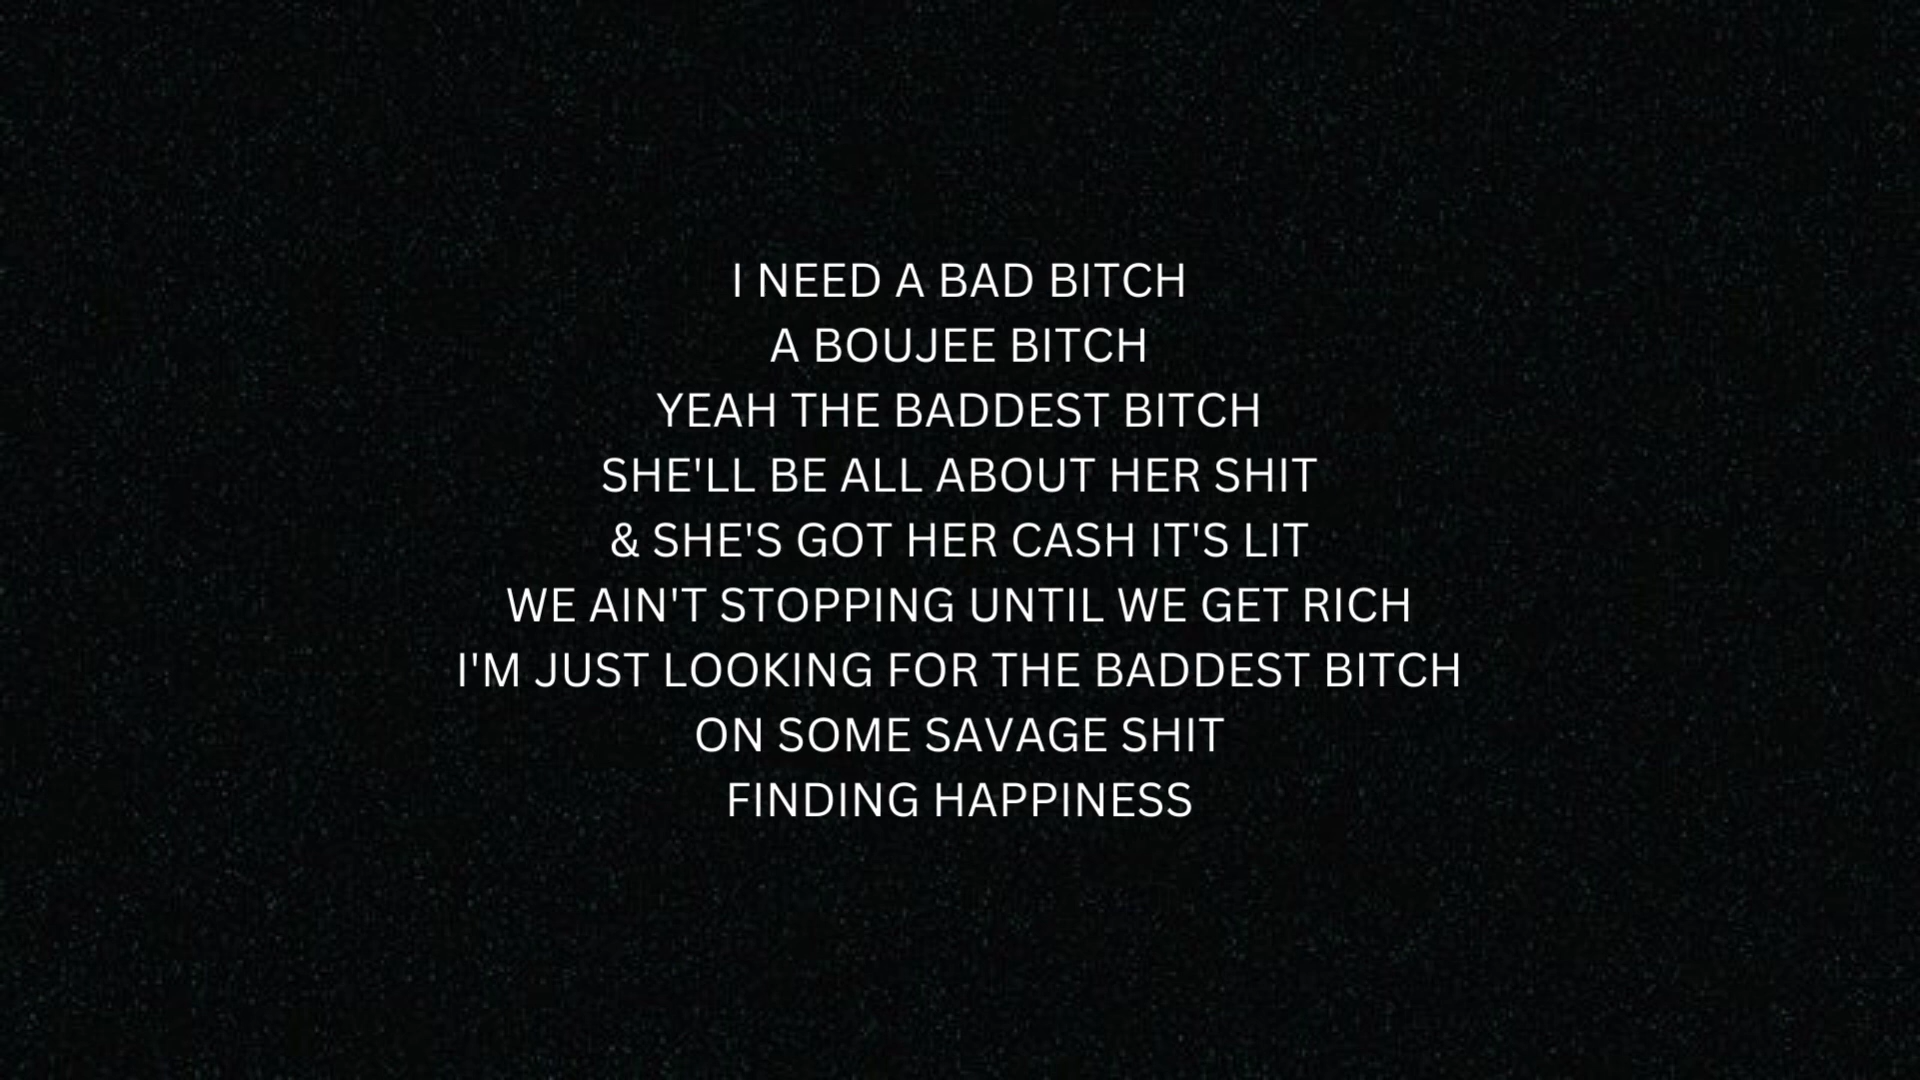 I NEED A BAD BITCH
A BOUJEE BITCH
YEAH THE BADDEST BITCH
SHE'LL BE ALL ABOUT HER SHIT
& SHE'S GOT HER CASH IT'S LIT
WE AIN'T STOPPING UNTIL WE GET RICH
I'M JUST LOOKING FOR THE BADDEST BITCH
ON SOME SAVAGE SHIT
FINDING HAPPINESS